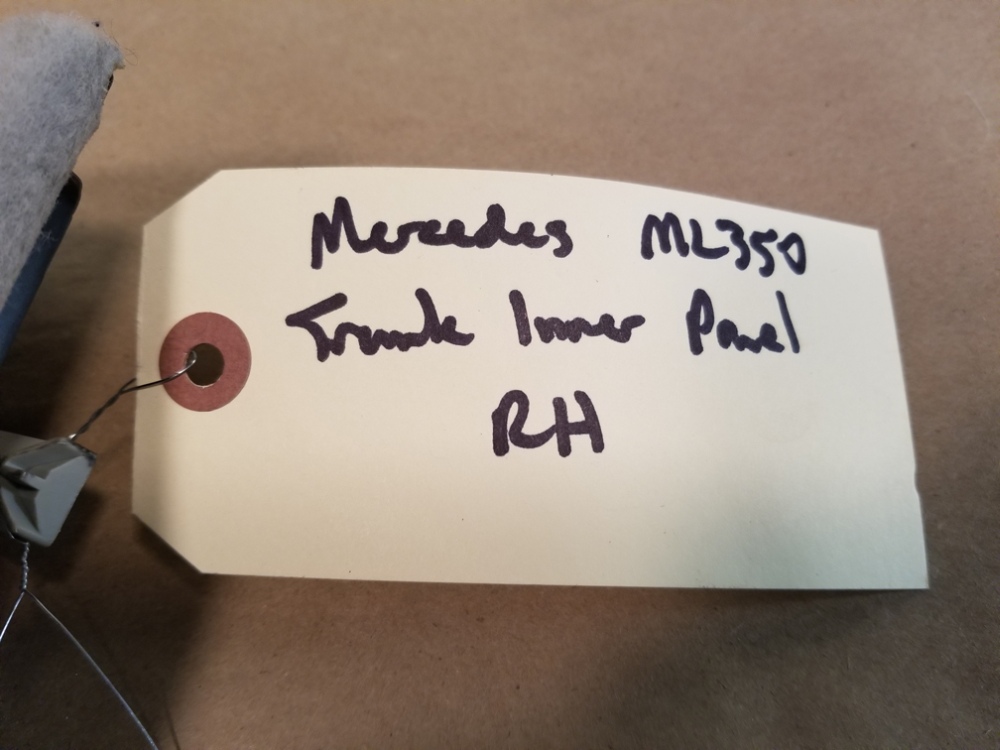 Mercedes ML350
Trunk Inner Panel
RH